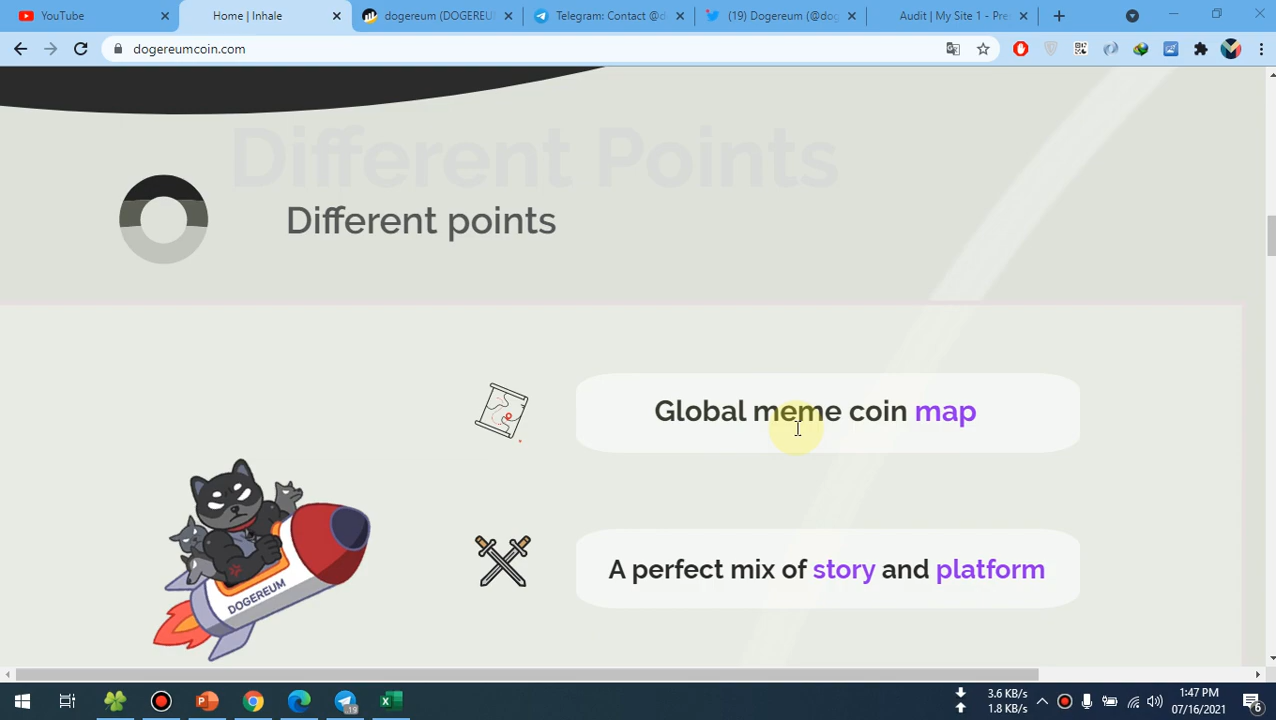 YouTube
Home | Inhale
dogereum (DOGEREU
Telegram: Contact @d
(19) Dogereum (@dog
Audit | My Site 1 - Pre
dogereumcoin.com
Different Points
Different points
Global meme coin map
A perfect mix of story and platform
DOGEREUM
19
3.6 KB/s
1.8 KB/s
1:47 PM
07/16/2021
6